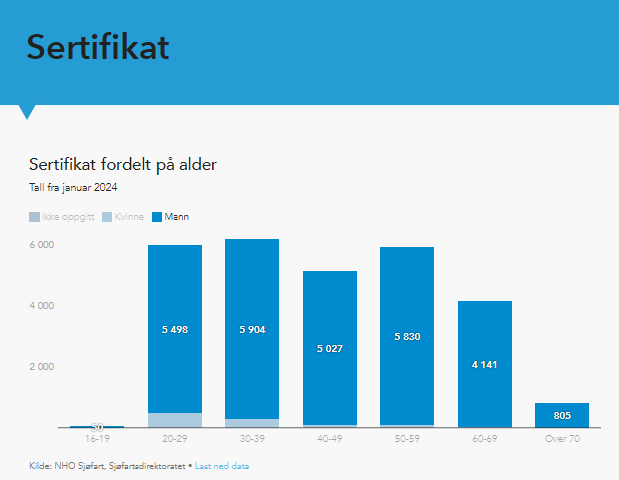 Sertifikat
Sertifikat fordelt på alder
Tall fra januar 2024
Ikke oppgitt Kvinne Mann
6 000
4 000
2 000
5 498
5 904
5 027
5 830
4 141
805
50
16-19 20-29 30-39 40-49 50-59 60-69 Over 70
Kilde: NHO Sjøfart, Sjøfartsdirektoratet • Last ned data